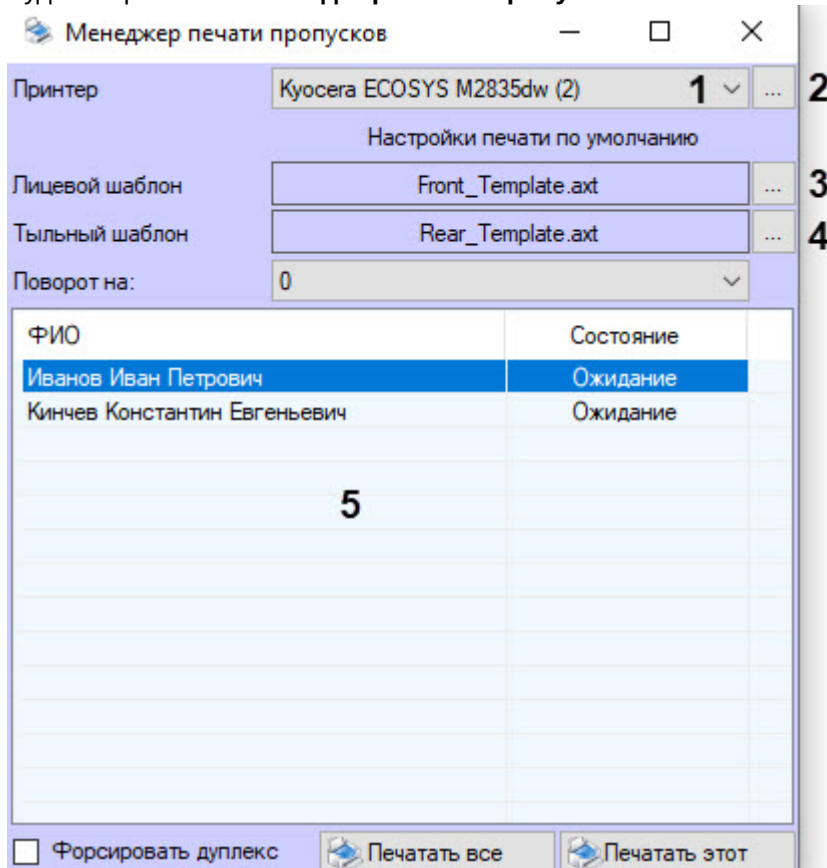 Менеджер печати пропусков
Принтер Kyocera ECOSYS M2835dw (2) 1 ... 2
Настройки печати по умолчанию
Лицевой шаблон Front_Template.axt ... 3
Тыльный шаблон Rear_Template.axt ... 4
Поворот на: 0
ФИО Состояние
Иванов Иван Петрович Ожидание
Кинчев Константин Евгеньевич Ожидание
5
Форсировать дуплекс Печатать все Печатать этот